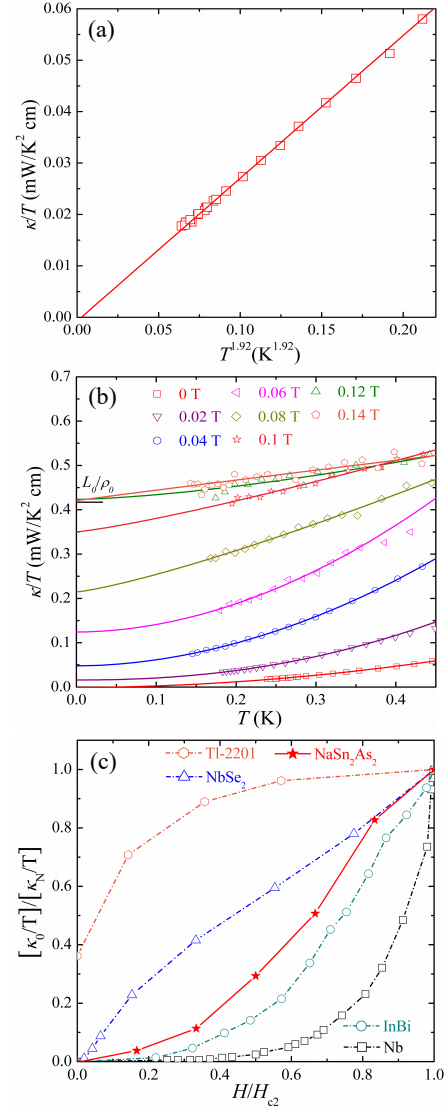 (a)
0.06
0.05
0.04
0.03
0.02
0.01
0.00
κ/T (mW/K² cm)
0.00 0.05 0.10 0.15 0.20
T^1.92(K^1.92)
(b)
0.7
0.6
0.5
0.4
0.3
0.2
0.1
0.0
κ/T (mW/K² cm)
0 T 0.06 T 0.12 T
0.02 T 0.08 T 0.14 T
0.04 T 0.1 T
L₀/ρ₀
0.0 0.1 0.2 0.3 0.4
T (K)
(c)
Tl-2201 NaSn₂As₂
NbSe₂
1.0
0.8
0.6
0.4
0.2
0.0
[κ₀/T]/[κ_N/T]
InBi
Nb
0.0 0.2 0.4 0.6 0.8 1.0
H/H_c2